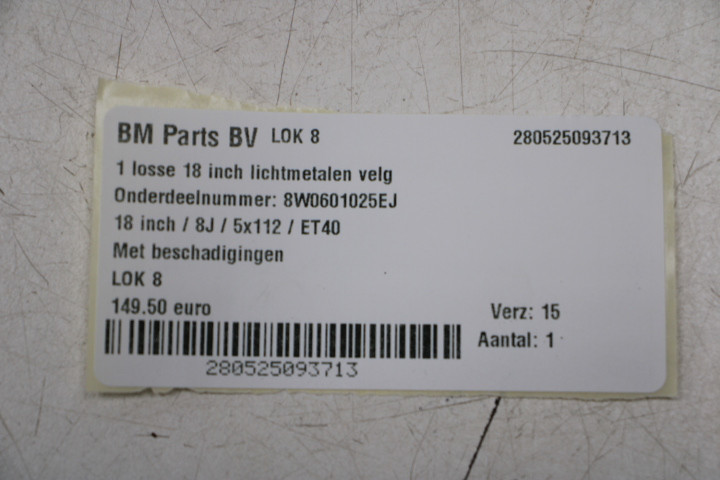 BM Parts BV LOK 8 280525093713
1 losse 18 inch lichtmetalen velg
Onderdeelnummer: 8W0601025EJ
18 inch / 8J / 5x112 / ET40
Met beschadigingen
LOK 8
149.50 euro Verz: 15
Aantal: 1
280525093713